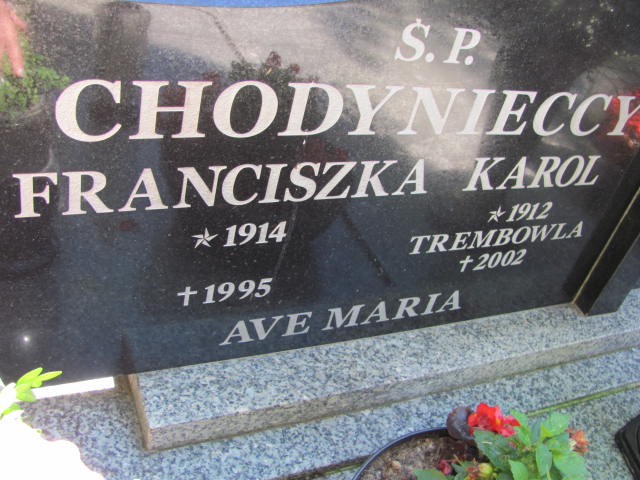 Ś.P.
CHODYNIECCY
FRANCISZKA KAROL
☆ 1914 ☆ 1912
TREMBOWLA
† 1995 † 2002
AVE MARIA